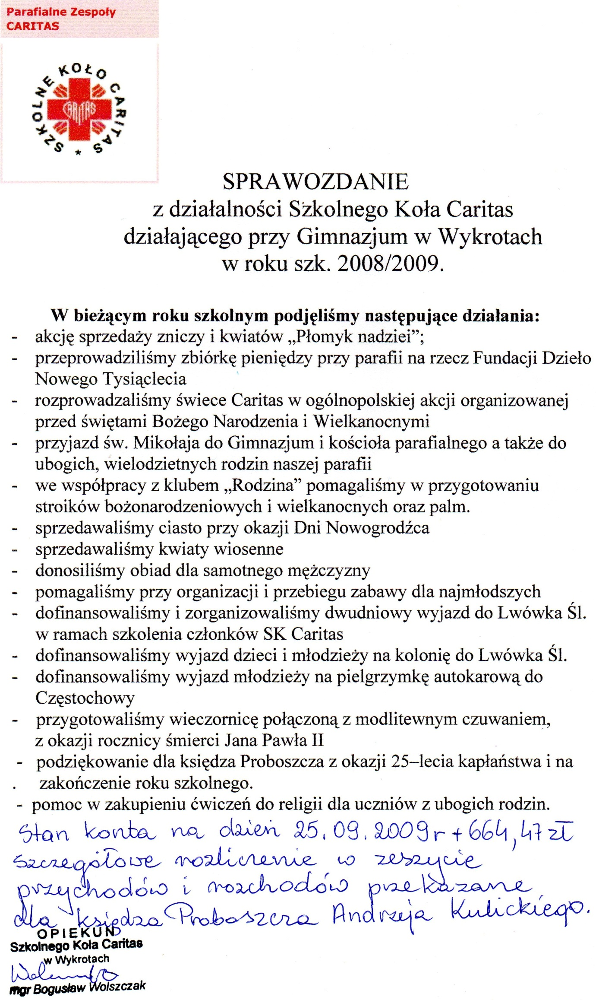 Parafialne Zespoły
CARITAS
SZKOLNE KOŁO CARITAS *
CARITAS
SPRAWOZDANIE
z działalności Szkolnego Koła Caritas
działającego przy Gimnazjum w Wykrotach
w roku szk. 2008/2009.
W bieżącym roku szkolnym podjęliśmy następujące działania:
- akcję sprzedaży zniczy i kwiatów „Płomyk nadziei”;
- przeprowadziliśmy zbiórkę pieniędzy przy parafii na rzecz Fundacji Dzieło
Nowego Tysiąclecia
- rozprowadzaliśmy świece Caritas w ogólnopolskiej akcji organizowanej
przed świętami Bożego Narodzenia i Wielkanocnymi
- przyjazd św. Mikołaja do Gimnazjum i kościoła parafialnego a także do
ubogich, wielodzietnych rodzin naszej parafii
- we współpracy z klubem „Rodzina” pomagaliśmy w przygotowaniu
stroików bożonarodzeniowych i wielkanocnych oraz palm.
- sprzedawaliśmy ciasto przy okazji Dni Nowogrodźca
- sprzedawaliśmy kwiaty wiosenne
- donosiliśmy obiad dla samotnego mężczyzny
- pomagaliśmy przy organizacji i przebiegu zabawy dla najmłodszych
- dofinansowaliśmy i zorganizowaliśmy dwudniowy wyjazd do Lwówka Śl.
w ramach szkolenia członków SK Caritas
- dofinansowaliśmy wyjazd dzieci i młodzieży na kolonię do Lwówka Śl.
- dofinansowaliśmy wyjazd młodzieży na pielgrzymkę autokarową do
Częstochowy
- przygotowaliśmy wieczornicę połączoną z modlitewnym czuwaniem,
z okazji rocznicy śmierci Jana Pawła II
- podziękowanie dla księdza Proboszcza z okazji 25–lecia kapłaństwa i na
. zakończenie roku szkolnego.
- pomoc w zakupieniu ćwiczeń do religii dla uczniów z ubogich rodzin.
Stan konta na dzień 25.09.2009r + 664,47 zł
Szczegółowe rozliczenie w zeszycie
przychodów i rozchodów przekazane
dla księdza Proboszcza Andrzeja Kulickiego.
OPIEKUN
Szkolnego Koła Caritas
w Wykrotach
mgr Bogusław Wolszczak